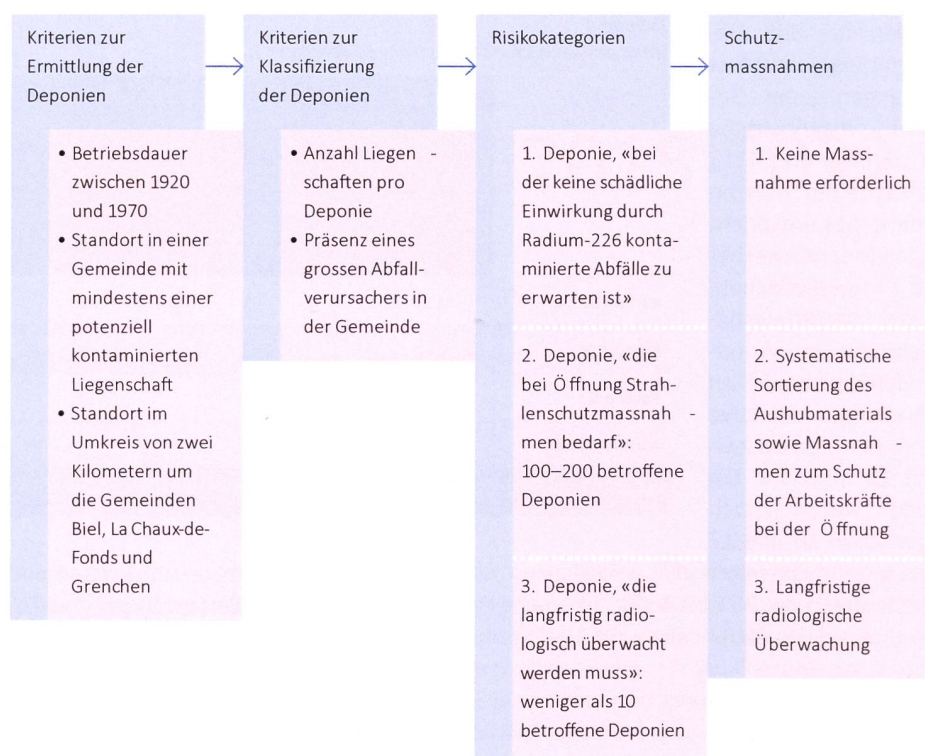 Kriterien zur
Ermittlung der
Deponien
• Betriebsdauer
zwischen 1920
und 1970
• Standort in einer
Gemeinde mit
mindestens einer
potenziell
kontaminierten
Liegenschaft
• Standort im
Umkreis von zwei
Kilometern um
die Gemeinden
Biel, La Chaux-de-
Fonds und
Grenchen
Kriterien zur
Klassifizierung
der Deponien
• Anzahl Liegen -
schaften pro
Deponie
• Präsenz eines
grossen Abfall-
verursachers in
der Gemeinde
Risikokategorien
1. Deponie, «bei
der keine schädliche
Einwirkung durch
Radium-226 konta-
minierte Abfälle zu
erwarten ist»
2. Deponie, «die
bei Öffnung Strah-
lenschutzmassnah -
men bedarf»:
100–200 betroffene
Deponien
3. Deponie, «die
langfristig radio-
logisch überwacht
werden muss»:
weniger als 10
betroffene Deponien
Schutz-
massnahmen
1. Keine Mass-
nahme erforderlich
2. Systematische
Sortierung des
Aushubmaterials
sowie Massnah -
men zum Schutz
der Arbeitskräfte
bei der Öffnung
3. Langfristige
radiologische
Überwachung